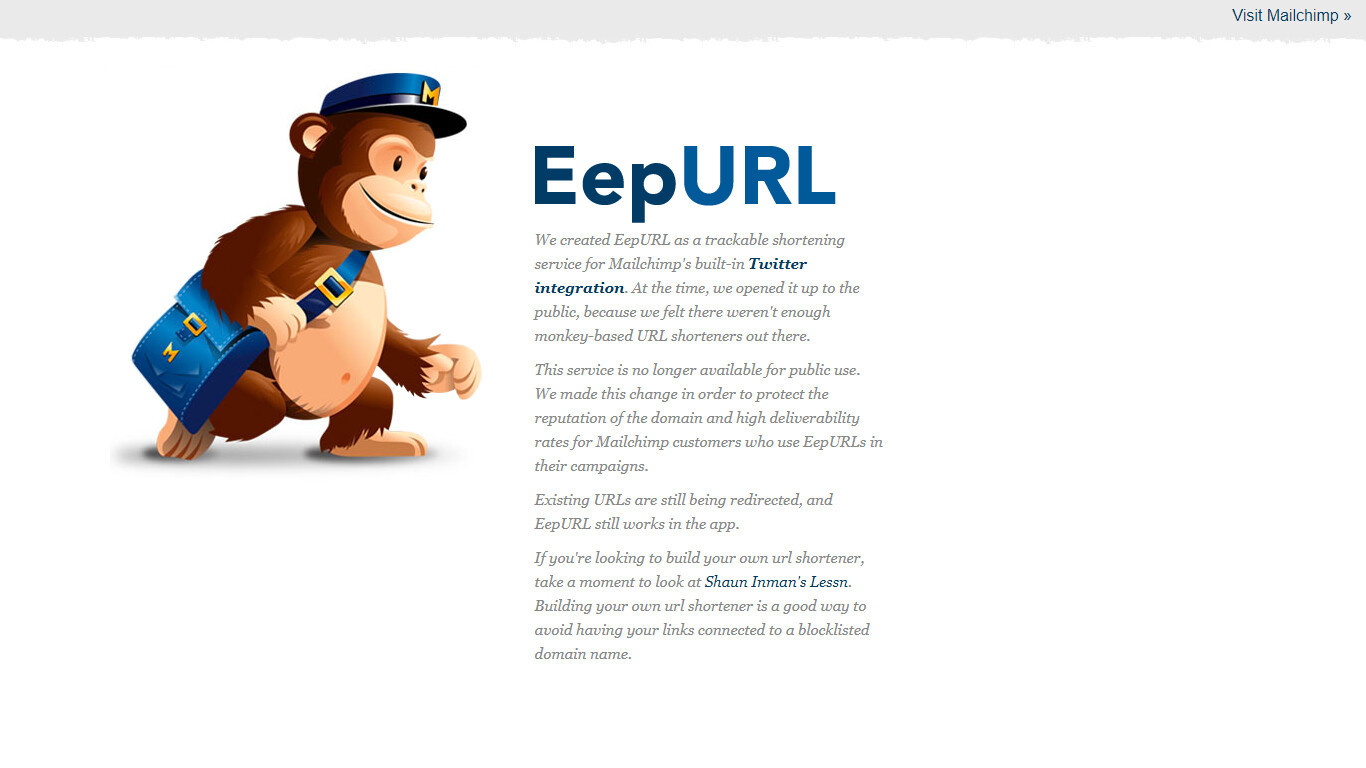 Visit Mailchimp »
M
M
EepURL
We created EepURL as a trackable shortening
service for Mailchimp's built-in Twitter
integration. At the time, we opened it up to the
public, because we felt there weren't enough
monkey-based URL shorteners out there.
This service is no longer available for public use.
We made this change in order to protect the
reputation of the domain and high deliverability
rates for Mailchimp customers who use EepURLs in
their campaigns.
Existing URLs are still being redirected, and
EepURL still works in the app.
If you're looking to build your own url shortener,
take a moment to look at Shaun Inman's Lessn.
Building your own url shortener is a good way to
avoid having your links connected to a blocklisted
domain name.